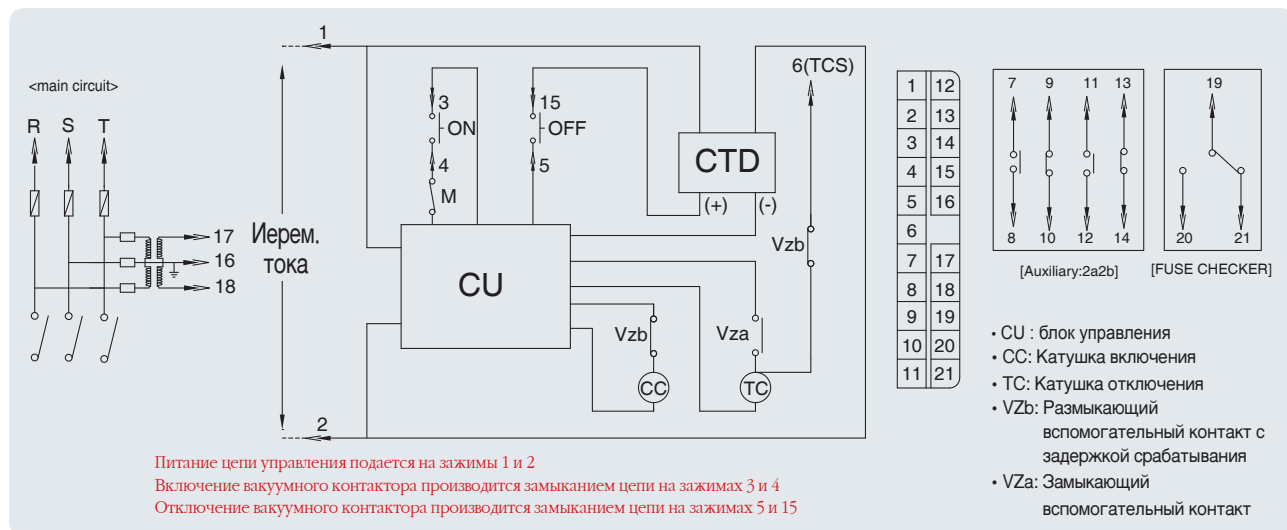 <main circuit>
R S T
17
16
18
1
Иерем.
тока
2
3
ON
4
M
15
OFF
5
CTD
(+) (-)
6(TCS)
CU
Vzb
Vza
Vzb
CC
TC
1 12
2 13
3 14
4 15
5 16
6
7 17
8 18
9 19
10 20
11 21
7 9 11 13
8 10 12 14
[Auxiliary:2a2b]
19
20 21
[FUSE CHECKER]
• CU : блок управления
• CC: Катушка включения
• TC: Катушка отключения
• VZb: Размыкающий
вспомогательный контакт с
задержкой срабатывания
• VZa: Замыкающий
вспомогательный контакт
Питание цепи управления подается на зажимы 1 и 2
Включение вакуумного контактора производится замыканием цепи на зажимах 3 и 4
Отключение вакуумного контактора производится замыканием цепи на зажимах 5 и 15